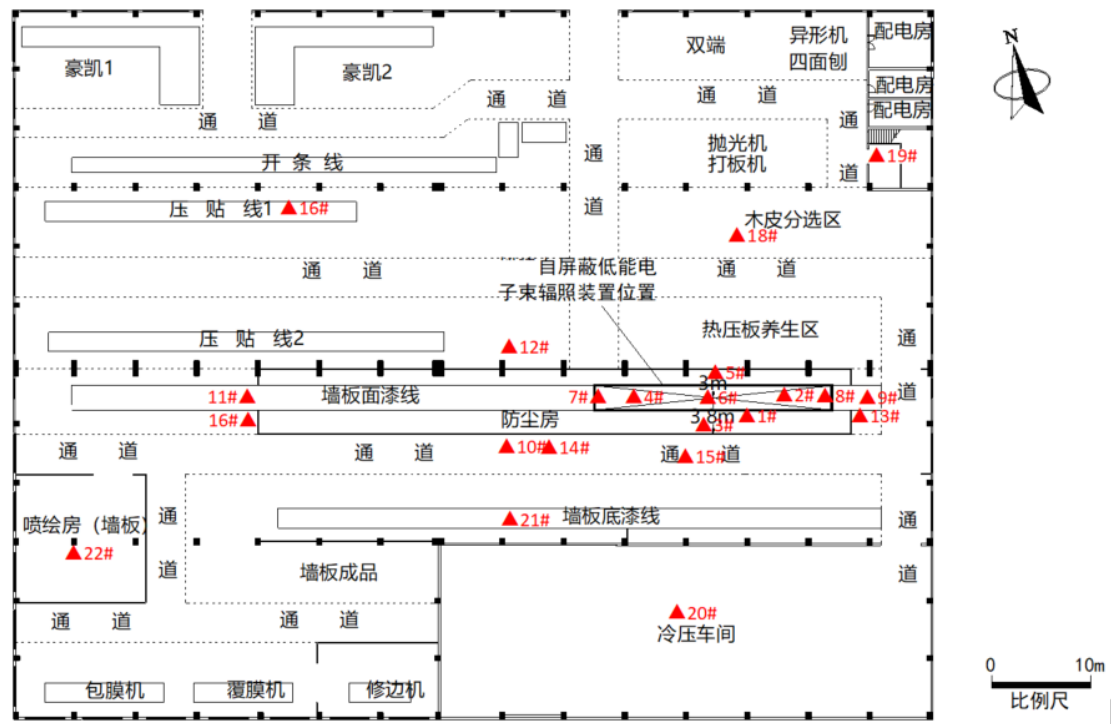 豪凯1
豪凯2
双端
异形机
四面刨
配电房
配电房
配电房
N
通 道
通 道
通 道
通
道
通
道
开 条 线
抛光机
打板机
19#
压 贴 线1
16#
木皮分选区
18#
通 道
自屏蔽低能电
子束辐照装置位置
通 道
压 贴 线2
12#
热压板养生区
通
道
5#
3m
11#
墙板面漆线
7#
4#
6#
2#
8#
9#
16#
防尘房
3.8m
3#
1#
13#
通 道
通 道
10#
14#
通 道
15#
喷绘房（墙板）
22#
通
道
21#
墙板底漆线
通
道
墙板成品
20#
冷压车间
通 道
通 道
包膜机
覆膜机
修边机
0 10m
比例尺